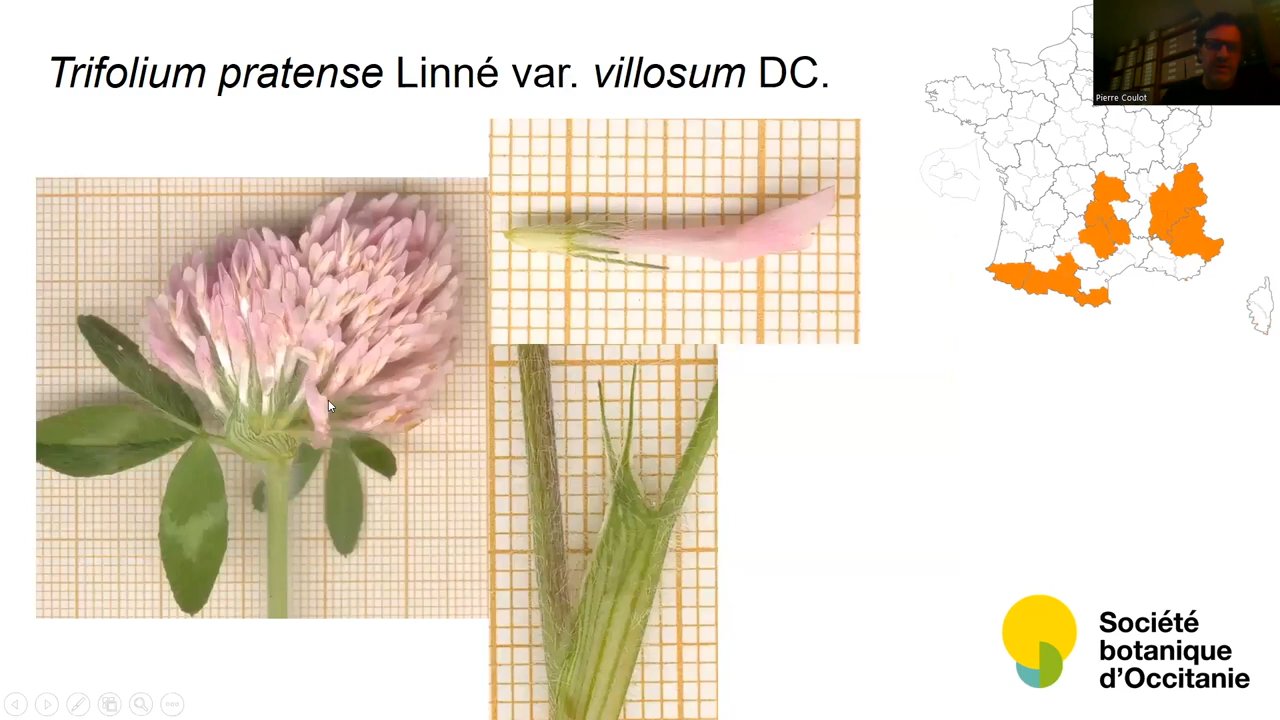 Trifolium pratense Linné var. villosum DC.
Pierre Coulot
Société
botanique
d'Occitanie